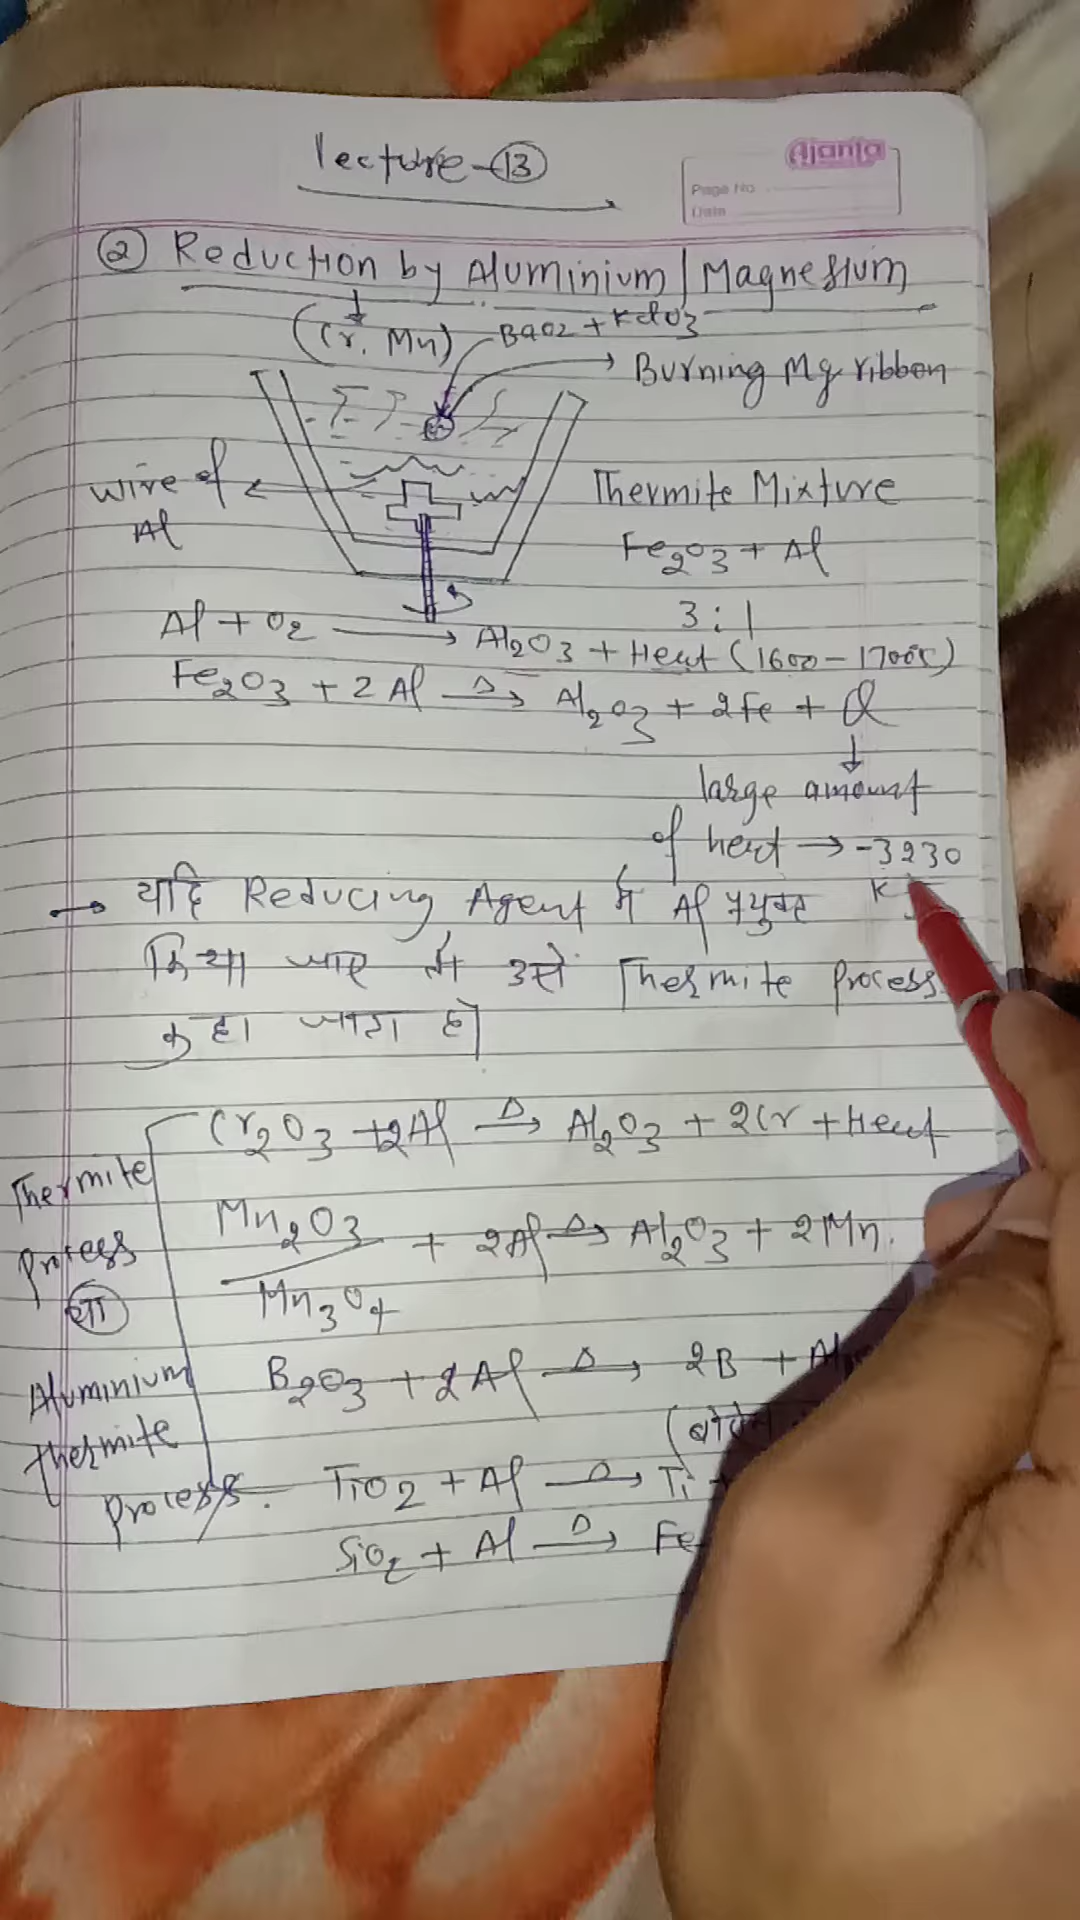 lecture-⑬
Ajanta
Page No
Date
② Reduction by Aluminium/Magnesium
(Cr, Mn)
BaO2 + KClO3
Burning Mg ribbon
wire of
Al
Thermite Mixture
Fe2O3 + Al
3:1
Al + O2 → Al2O3 + Heat (1600-1700°C)
Fe2O3 + 2Al –Δ→ Al2O3 + 2Fe + Q
↓
large amount
of heat → -3230
K
→ यदि Reducing Agent में Al प्रयुक्त
किया जाए तो उसे Thermite Process
कहा जाता है।
Cr2O3 + 2Al –Δ→ Al2O3 + 2Cr + Heat
Thermite
Process
या
Aluminium
thermite
process.
Mn2O3 + 2Al –Δ→ Al2O3 + 2Mn.
Mn3O4
B2O3 + 2Al –Δ→ 2B + Al
TiO2 + Al –Δ→ Ti
SiO2 + Al –Δ→ Fe